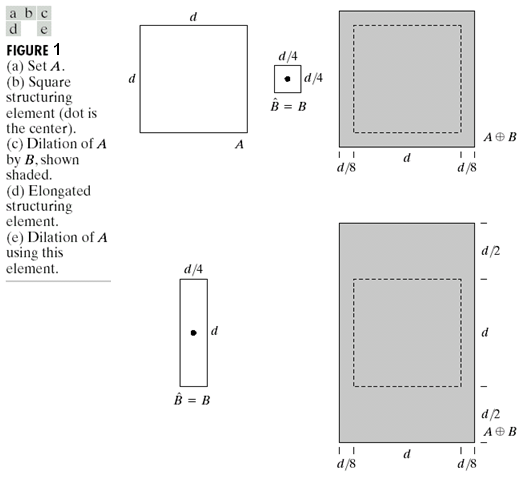 a b c
d e
FIGURE 1
(a) Set A.
(b) Square
structuring
element (dot is
the center).
(c) Dilation of A
by B, shown
shaded.
(d) Elongated
structuring
element.
(e) Dilation of A
using this
element.
d
d
A
d/4
d/4
B̂ = B
A ⊕ B
d/8
d
d/8
d/4
d
B̂ = B
d/2
d
d/2
A ⊕ B
d/8
d
d/8